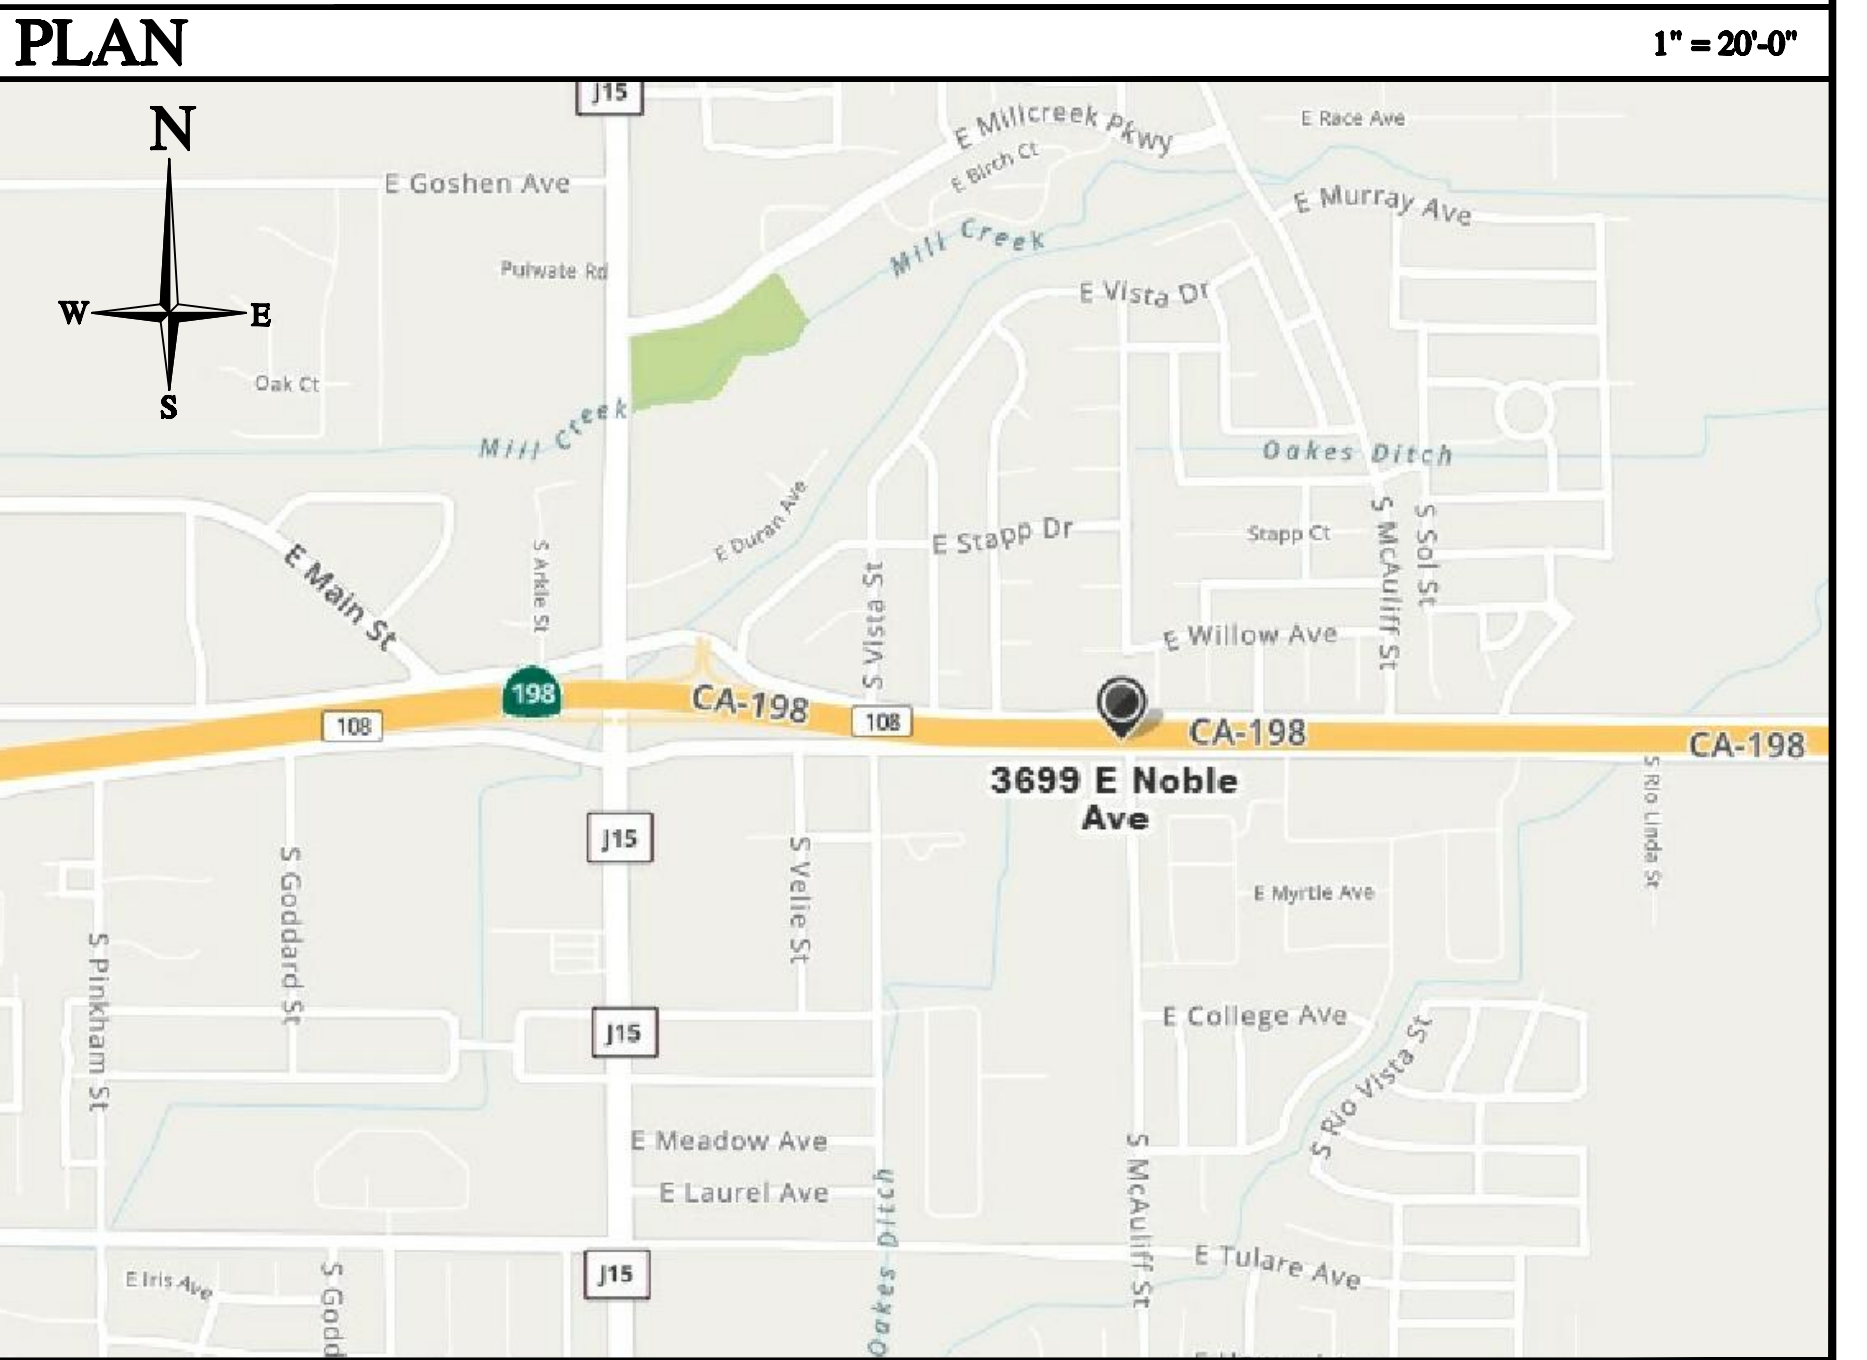 PLAN
1" = 20'-0"
J15
E Race Ave
E Millcreek Pkwy
E Birch Ct
N
E Goshen Ave
E Murray Ave
Mill Creek
Pulwate Rd
E Vista Dr
W
E
Oak Ct
S
Mill Creek
Oakes Ditch
E Duran Ave
E Stapp Dr
Stapp Ct
S McAuliff St
S Sol St
E Main St
S Arkle St
S Vista St
E Willow Ave
198
CA-198
108
108
CA-198
CA-198
3699 E Noble
Ave
S Rio Linda St
J15
S Velie St
S Goddard St
E Myrtle Ave
S Pinkham St
E College Ave
J15
S Rio Vista St
E Meadow Ave
S McAuliff St
E Laurel Ave
Oakes Ditch
E Tulare Ave
J15
E Iris Ave
S Godd